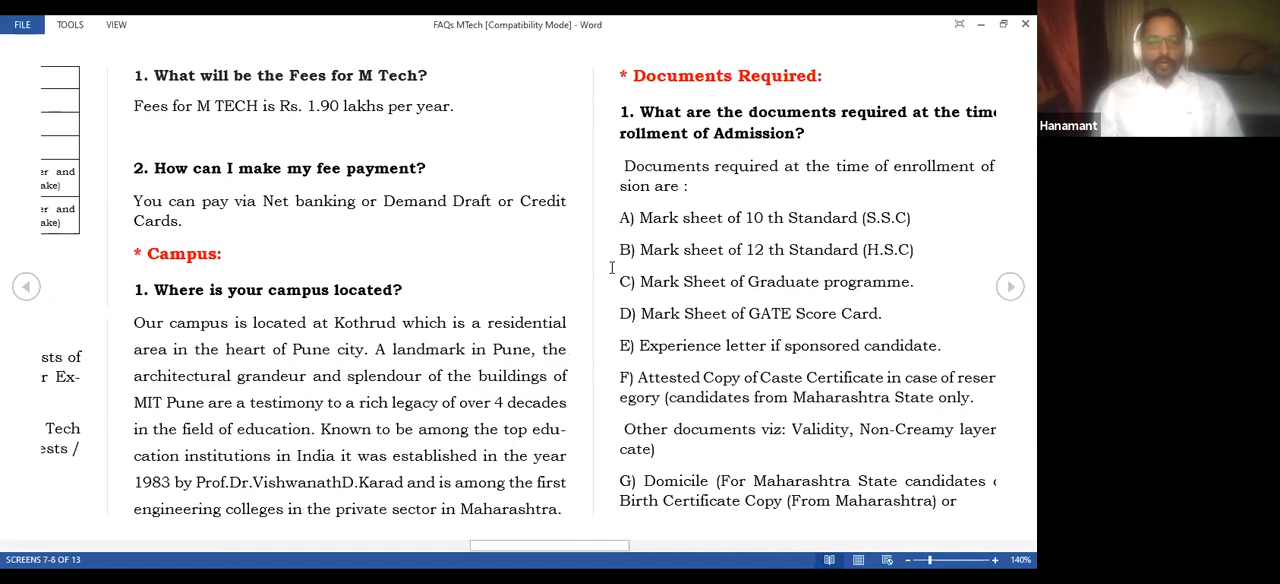 FILE TOOLS VIEW
FAQs MTech [Compatibility Mode] - Word
er and
ake)
er and
ake)
sts of
r Ex-
Tech
ests /
1. What will be the Fees for M Tech?
Fees for M TECH is Rs. 1.90 lakhs per year.
2. How can I make my fee payment?
You can pay via Net banking or Demand Draft or Credit
Cards.
* Campus:
1. Where is your campus located?
Our campus is located at Kothrud which is a residential
area in the heart of Pune city. A landmark in Pune, the
architectural grandeur and splendour of the buildings of
MIT Pune are a testimony to a rich legacy of over 4 decades
in the field of education. Known to be among the top edu-
cation institutions in India it was established in the year
1983 by Prof.Dr.VishwanathD.Karad and is among the first
engineering colleges in the private sector in Maharashtra.
* Documents Required:
1. What are the documents required at the time
rollment of Admission?
Documents required at the time of enrollment of
sion are :
A) Mark sheet of 10 th Standard (S.S.C)
B) Mark sheet of 12 th Standard (H.S.C)
C) Mark Sheet of Graduate programme.
D) Mark Sheet of GATE Score Card.
E) Experience letter if sponsored candidate.
F) Attested Copy of Caste Certificate in case of reser
egory (candidates from Maharashtra State only.
Other documents viz: Validity, Non-Creamy layer
cate)
G) Domicile (For Maharashtra State candidates
Birth Certificate Copy (From Maharashtra) or
Hanamant
SCREENS 7-8 OF 13
140%